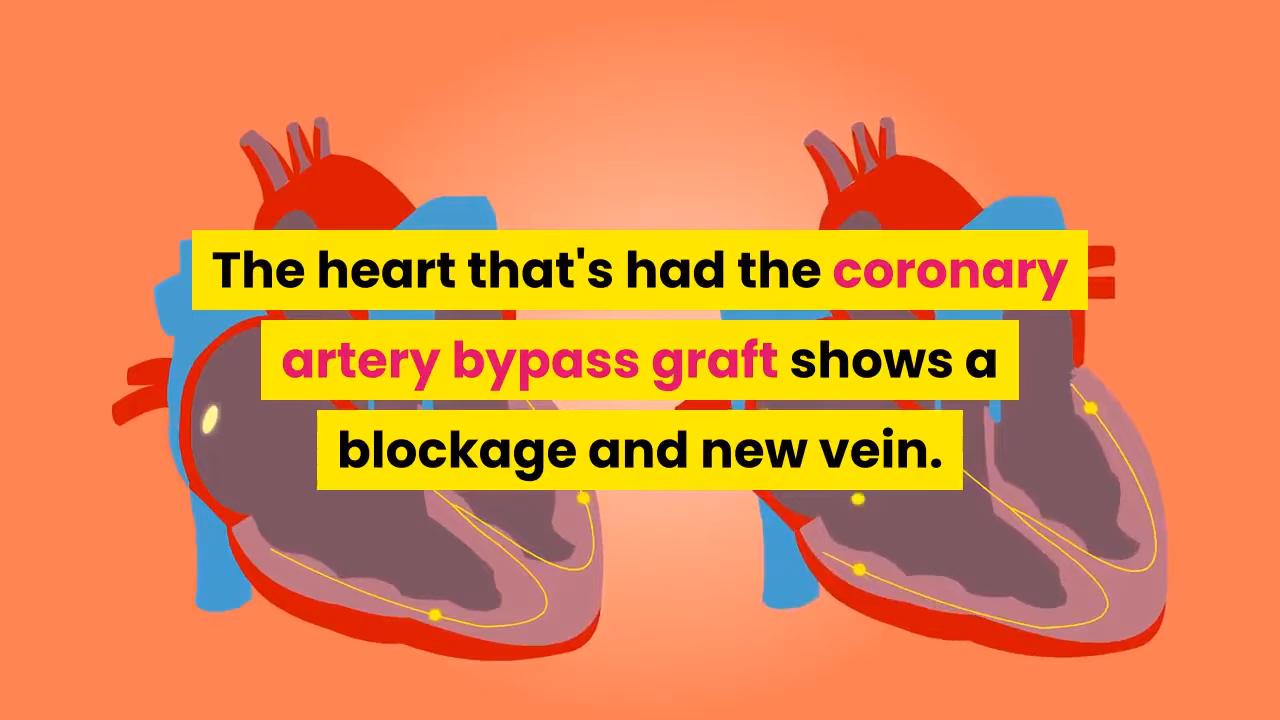 The heart that's had the coronary
artery bypass graft shows a
blockage and new vein.